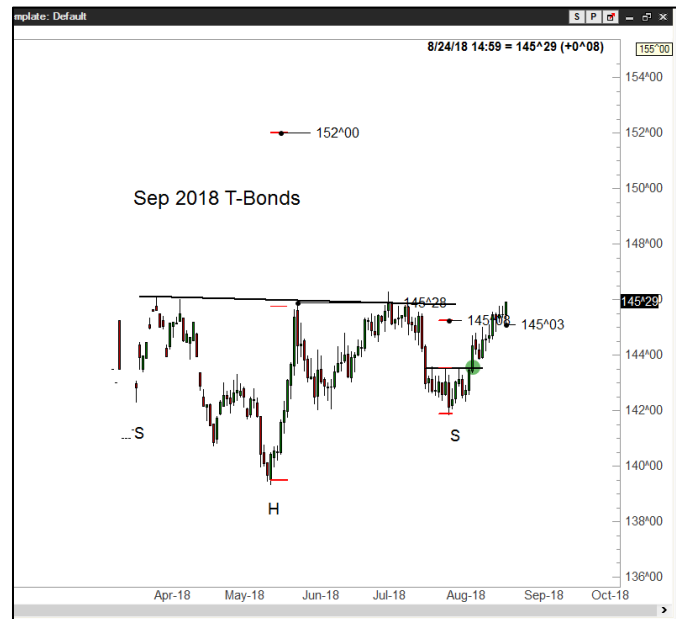 mplate: Default
S P
8/24/18 14:59 = 145^29 (+0^08)
155^00
154^00
152^00
152^00
Sep 2018 T-Bonds
150^00
148^00
145^28
145^29
145^08
145^03
144^00
142^00
S
S
140^00
H
138^00
136^00
Apr-18 May-18 Jun-18 Jul-18 Aug-18 Sep-18 Oct-18